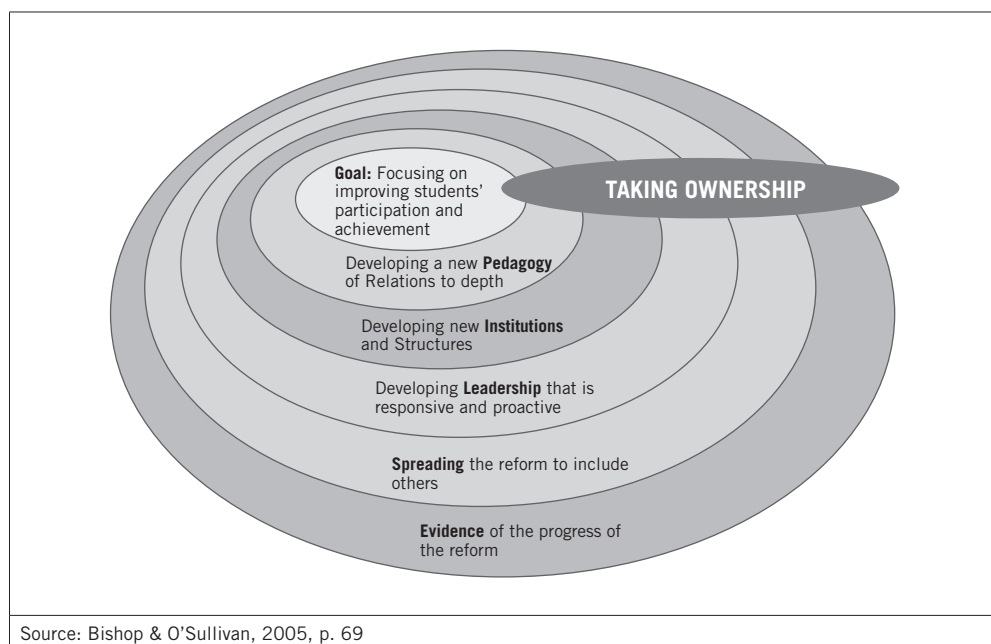 Goal: Focusing on
improving students’
participation and
achievement
TAKING OWNERSHIP
Developing a new Pedagogy
of Relations to depth
Developing new Institutions
and Structures
Developing Leadership that is
responsive and proactive
Spreading the reform to include
others
Evidence of the progress of
the reform
Source: Bishop & O’Sullivan, 2005, p. 69